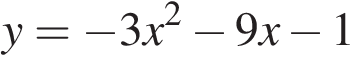 y = −3x² − 9x − 1